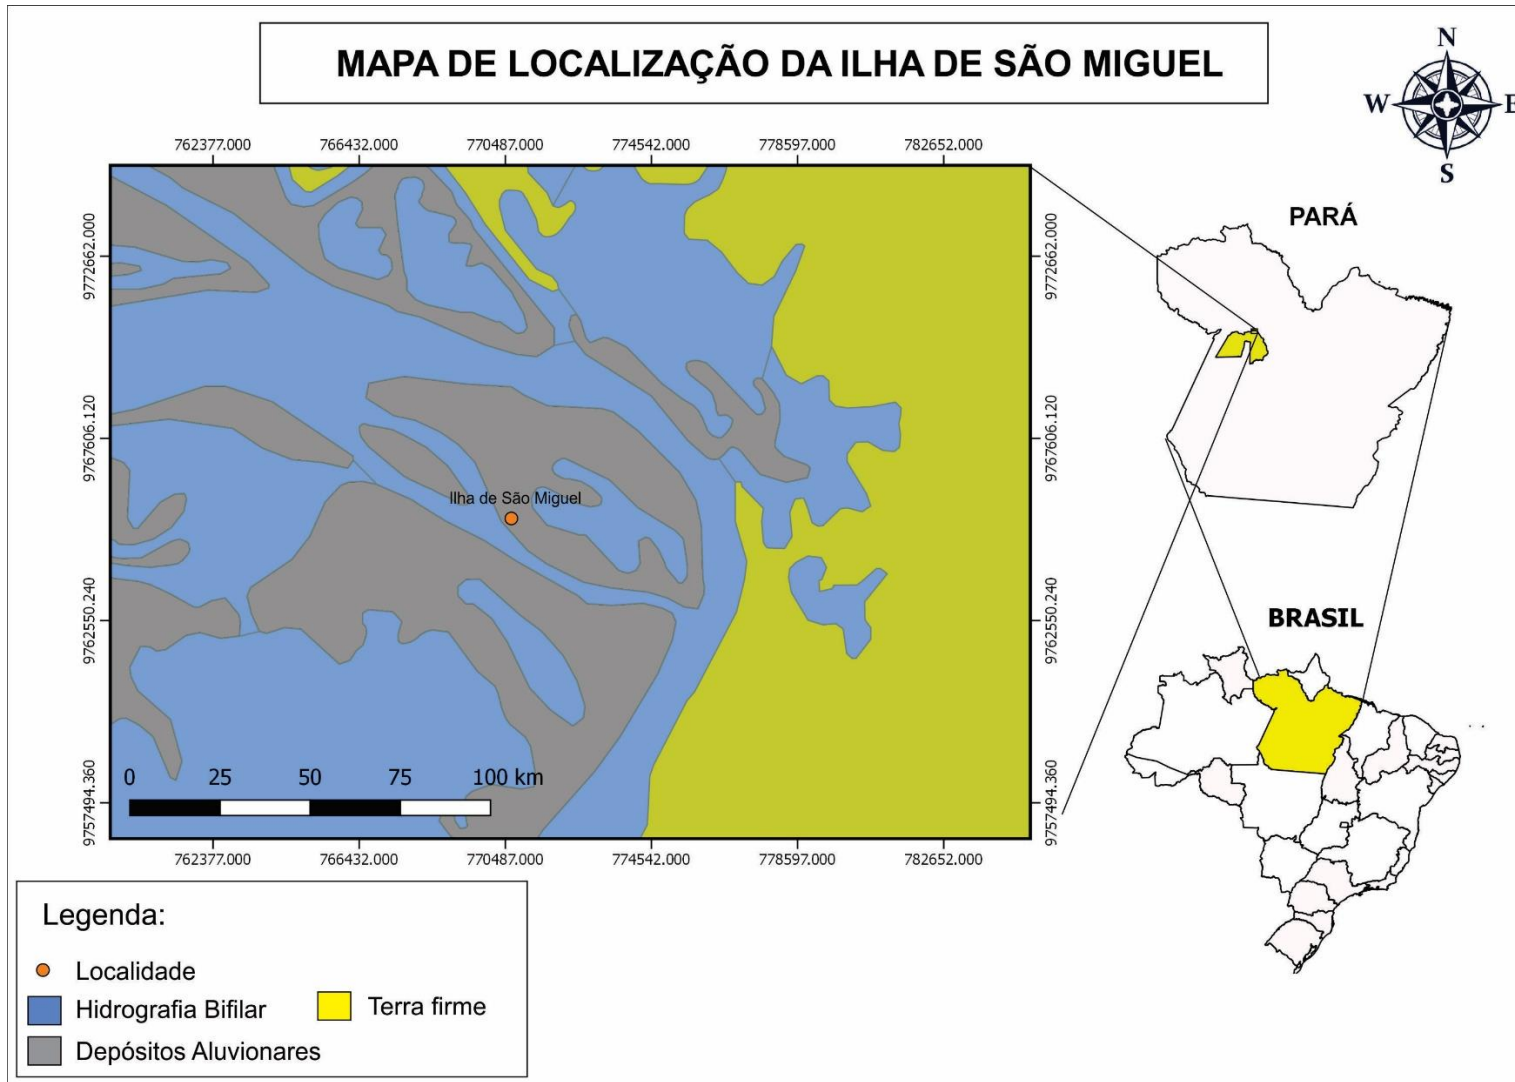 MAPA DE LOCALIZAÇÃO DA ILHA DE SÃO MIGUEL
N
W E
S
762377.000 766432.000 770487.000 774542.000 778597.000 782652.000
9772662.000
9767606.120
9762550.240
9757494.360
Ilha de São Miguel
0 25 50 75 100 km
9772662.000
9767606.120
9762550.240
9757494.360
762377.000 766432.000 770487.000 774542.000 778597.000 782652.000
PARÁ
BRASIL
Legenda:
Localidade
Hidrografia Bifilar Terra firme
Depósitos Aluvionares